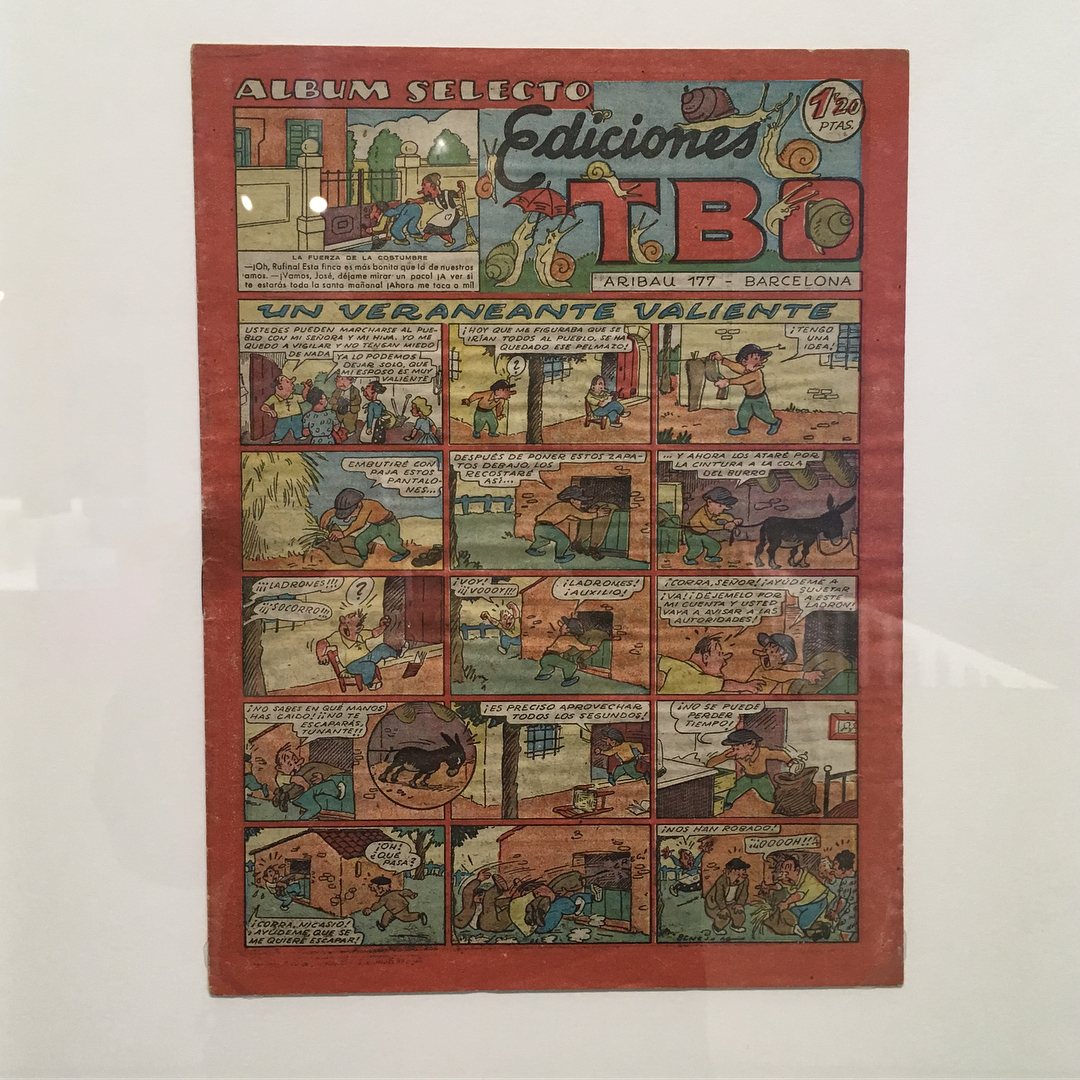 ALBUM SELECTO
Ediciones
TBO
1'20
PTAS.
ARIBAU 177 - BARCELONA
LA FUERZA DE LA COSTUMBRE
—¡Oh, Rufina! Esta finca es más bonita que la de nuestros
amos. —¡Vamos, José, déjame mirar un poco! ¡A ver si
te estarás toda la santa mañana! ¡Ahora me toca a mí!
UN VERANEANTE VALIENTE
USTEDES PUEDEN MARCHARSE AL PUE-
BLO CON MI SEÑORA Y MI HIJA. YO ME
QUEDO A VIGILAR Y NO TENGAN MIEDO
DE NADA
YA LO PODEMOS
DEJAR SOLO, QUE
MI ESPOSO ES MUY
VALIENTE!
¡HOY QUE ME FIGURABA QUE SE
IRÍAN TODOS AL PUEBLO, SE HA
QUEDADO ESE PELMAZO!
?
¡TENGO
UNA
IDEA!
EMBUTIRÉ CON
PAJA ESTOS
PANTALO-
NES...
DESPUÉS DE PONER ESTOS ZAPA-
TOS DEBAJO, LOS
RECOSTARÉ
ASÍ...
...Y AHORA LOS ATARÉ POR
LA CINTURA A LA COLA
DEL BURRO
¡¡¡LADRONES!!!
¡¡¡SOCORRO!!!
?
¡VOY!
¡¡¡VOOOY!!!
¡LADRONES!
¡AUXILIO!
¡CORRA, SEÑOR! ¡AYÚDEME A
SUJETAR
A ESTE
LADRÓN!
¡VA! ¡DÉJEMELO POR
MI CUENTA Y USTED
VAYA A AVISAR A LAS
AUTORIDADES!
¡NO SABES EN QUÉ MANOS
HAS CAÍDO! ¡¡NO TE
ESCAPARÁS,
TUNANTE!!
¡ES PRECISO APROVECHAR
TODOS LOS SEGUNDOS!
¡NO SE PUEDE
PERDER
TIEMPO!
¡OH!
¿QUÉ
PASA?
¡CORRA, NICASIO!
¡AYÚDEME, QUE SE
ME QUIERE ESCAPAR!
¡NOS HAN ROBADO!
¡¡¡OOOOH!!!
BENEJAM